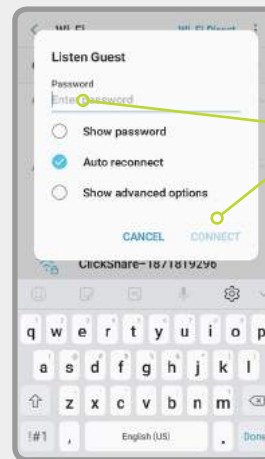 Wi-Fi
Wi-Fi Direct
Listen Guest
Password
Enter password
Show password
Auto reconnect
Show advanced options
CANCEL
CONNECT
ClickShare-1871819296
q w e r t y u i o p
a s d f g h j k l
z x c v b n m
!#1 , English (US) . Done